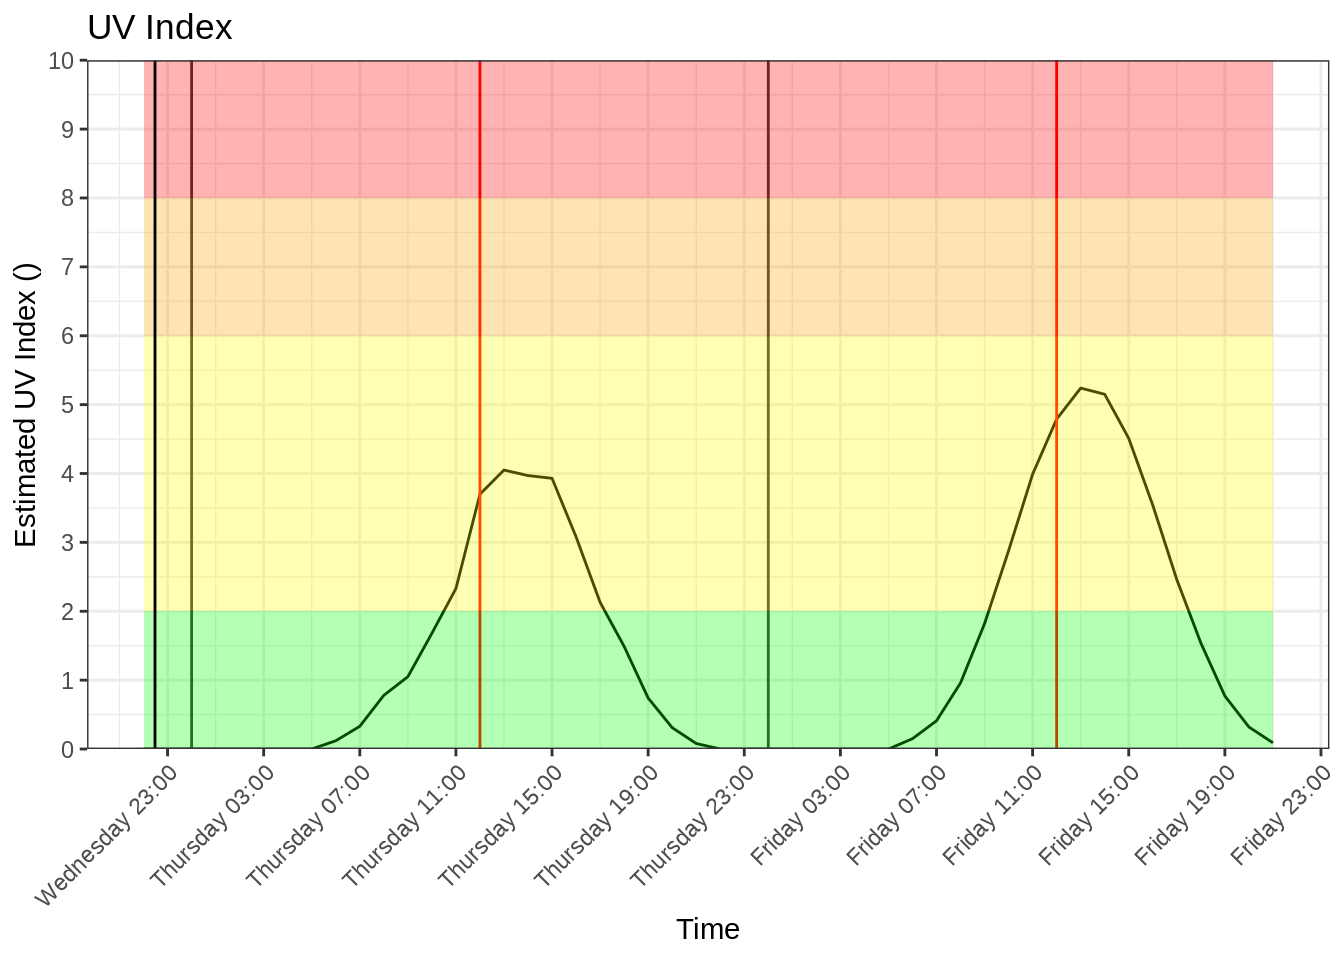 UV Index
10
9
8
7
6
5
4
3
2
1
0
Estimated UV Index ()
Wednesday 23:00
Thursday 03:00
Thursday 07:00
Thursday 11:00
Thursday 15:00
Thursday 19:00
Thursday 23:00
Friday 03:00
Friday 07:00
Friday 11:00
Friday 15:00
Friday 19:00
Friday 23:00
Time